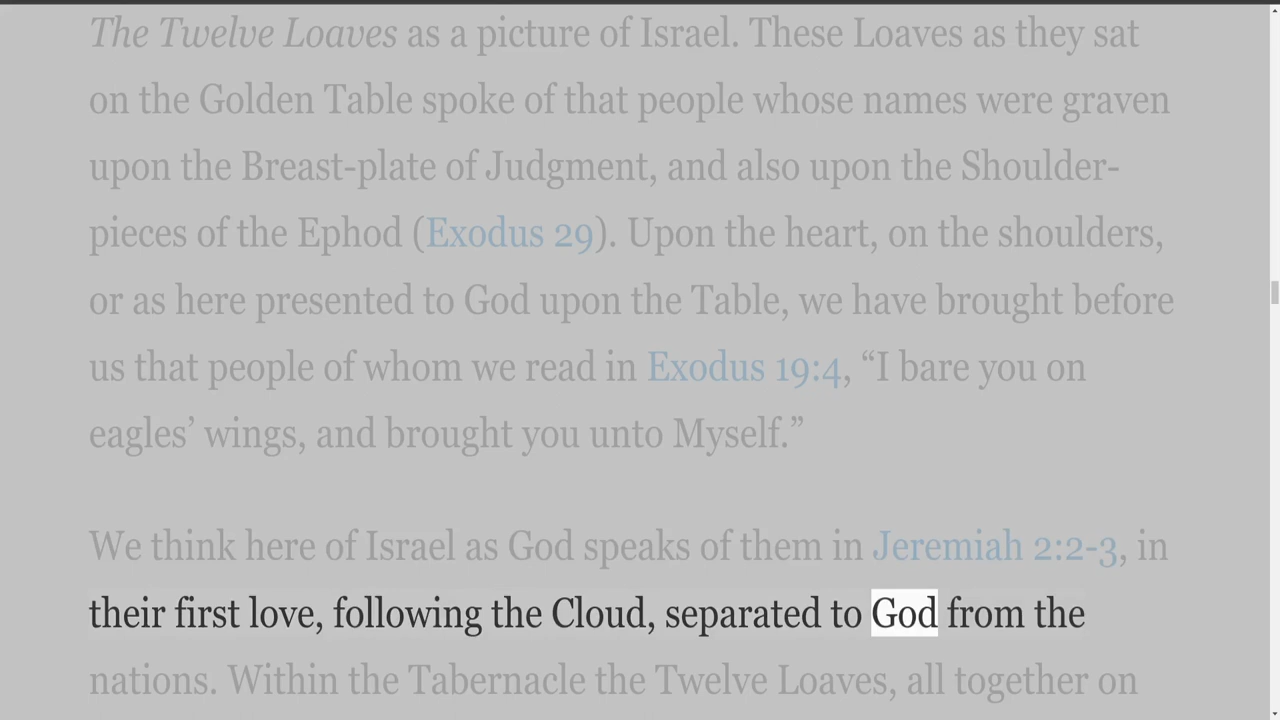 The Twelve Loaves as a picture of Israel. These Loaves as they sat
on the Golden Table spoke of that people whose names were graven
upon the Breast-plate of Judgment, and also upon the Shoulder-
pieces of the Ephod (Exodus 29). Upon the heart, on the shoulders,
or as here presented to God upon the Table, we have brought before
us that people of whom we read in Exodus 19:4, “I bare you on
eagles’ wings, and brought you unto Myself.”
We think here of Israel as God speaks of them in Jeremiah 2:2-3, in
their first love, following the Cloud, separated to God from the
nations. Within the Tabernacle the Twelve Loaves, all together on